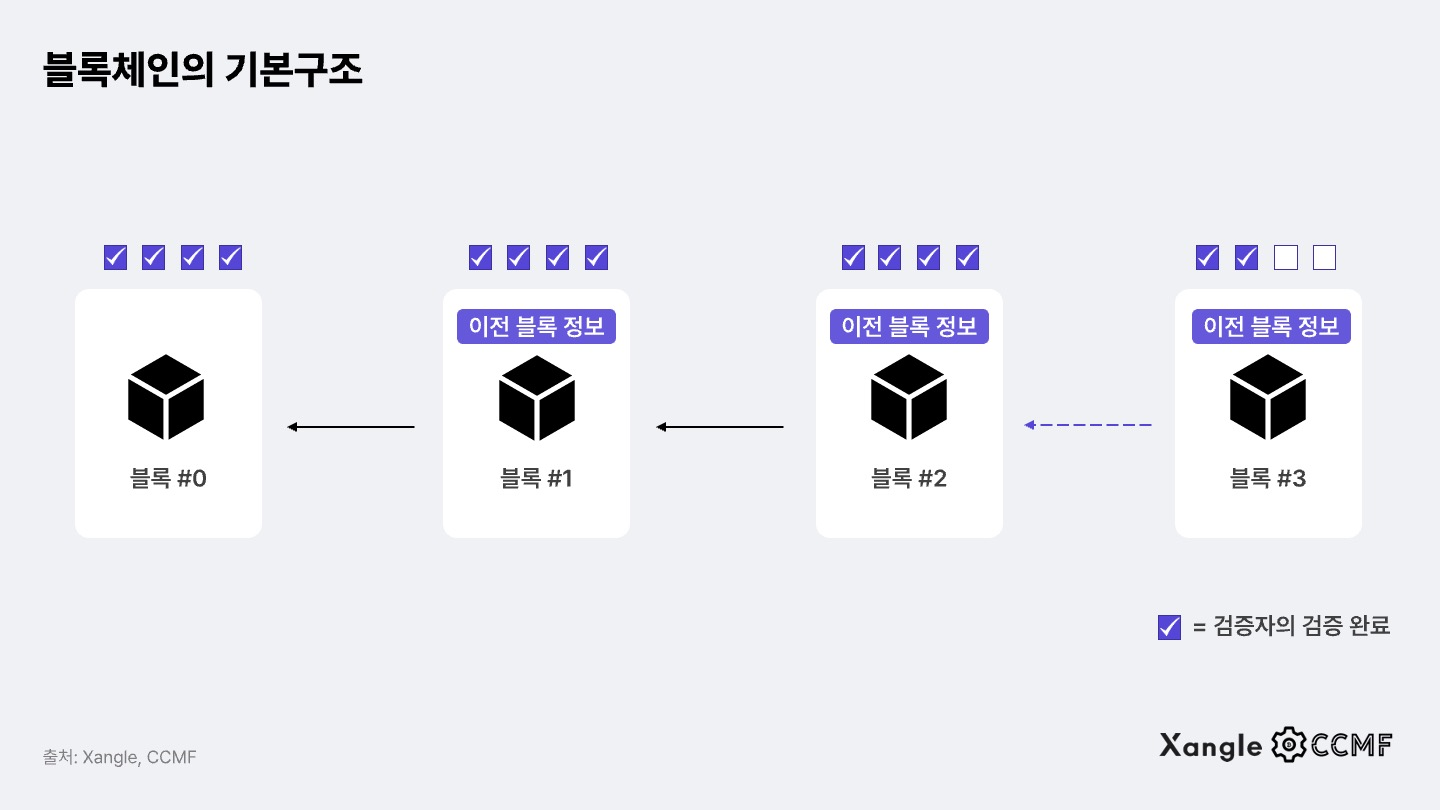 블록체인의 기본구조
이전 블록 정보
이전 블록 정보
이전 블록 정보
블록 #0
블록 #1
블록 #2
블록 #3
= 검증자의 검증 완료
출처: Xangle, CCMF
Xangle CCMF